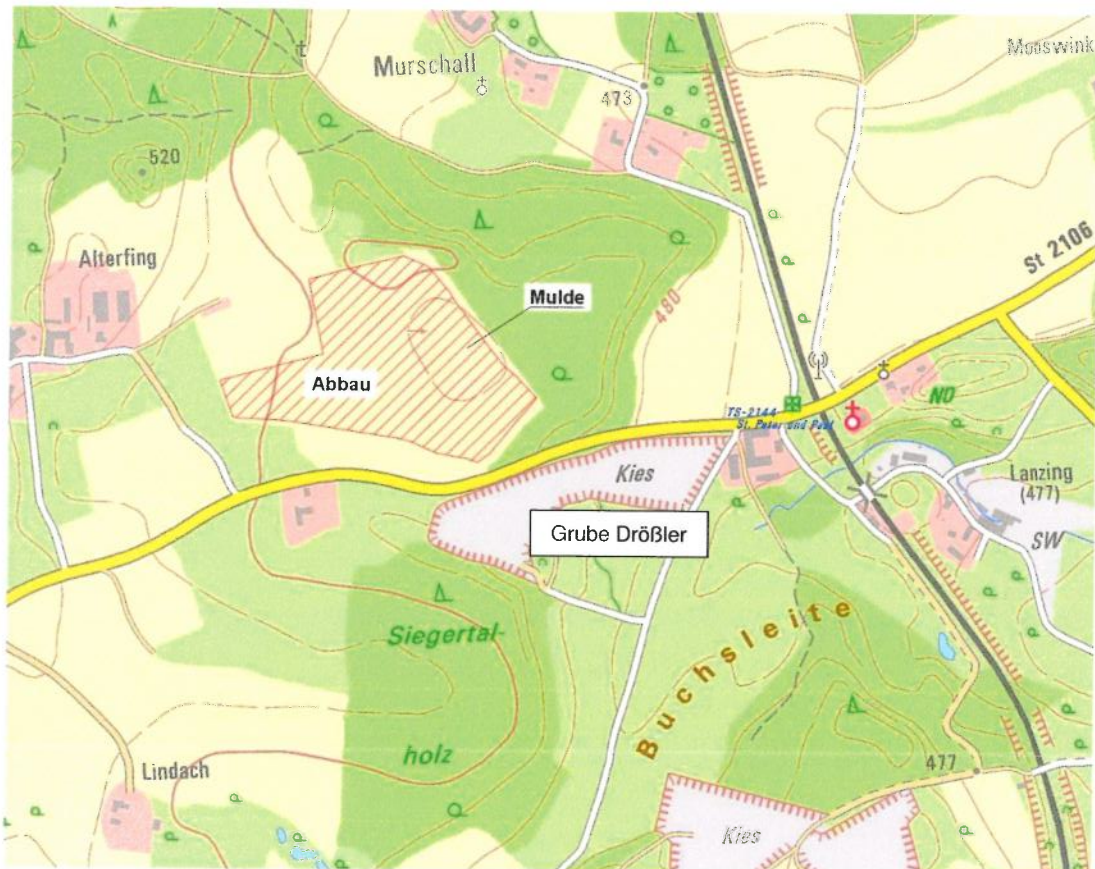 Murschall
473
Mooswink
520
Alterfing
St 2106
Mulde
480
Abbau
TS-2144
St. Peter und Paul
ND
Kies
Lanzing
(477)
Grube Drößler
SW
Siegertal-
holz
Buchsleite
Lindach
477
Kies